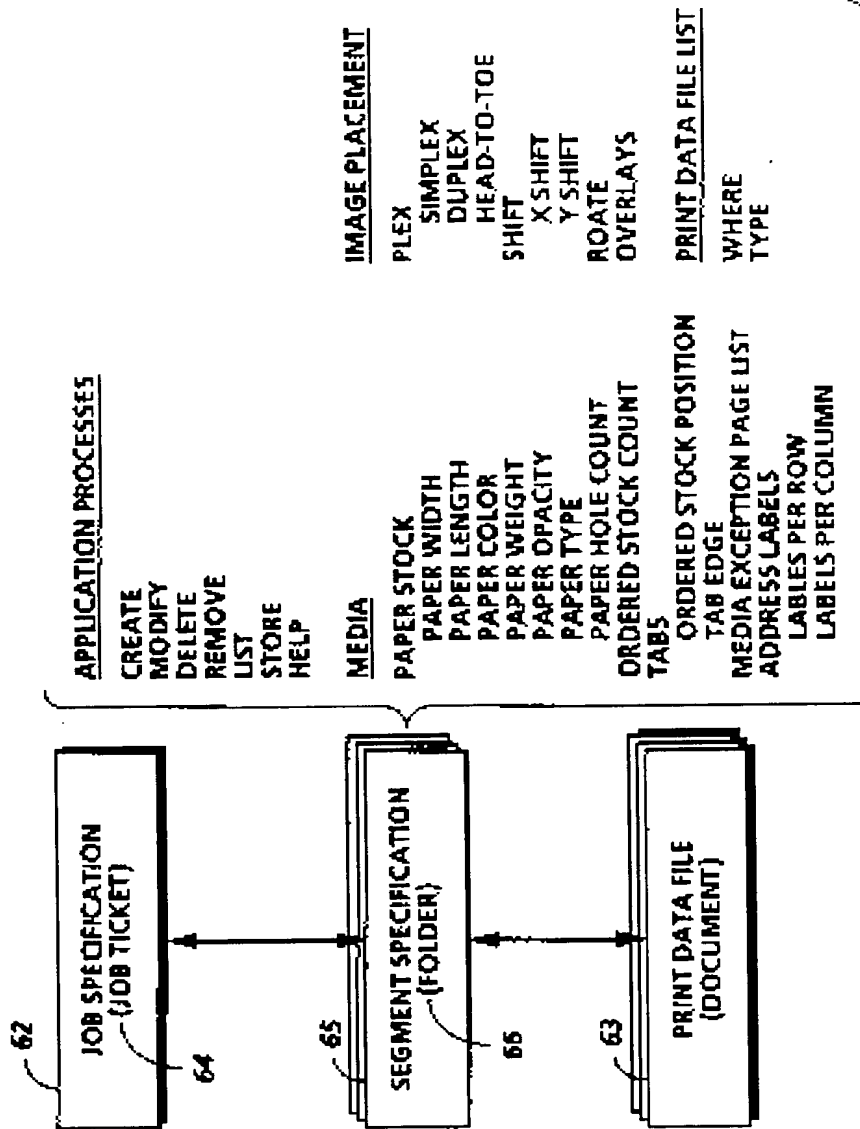 62
JOB SPECIFICATION
(JOB TICKET)
64
65
SEGMENT SPECIFICATION
(FOLDER)
66
63
PRINT DATA FILE
(DOCUMENT)
APPLICATION PROCESSES
CREATE
MODIFY
DELETE
REMOVE
LIST
STORE
HELP
MEDIA
PAPER STOCK
PAPER WIDTH
PAPER LENGTH
PAPER COLOR
PAPER WEIGHT
PAPER OPACITY
PAPER TYPE
PAPER HOLE COUNT
ORDERED STOCK COUNT
TABS
ORDERED STOCK POSITION
TAB EDGE
MEDIA EXCEPTION PAGE LIST
ADDRESS LABELS
LABLES PER ROW
LABELS PER COLUMN
IMAGE PLACEMENT
PLEX
SIMPLEX
DUPLEX
HEAD-TO-TOE
SHIFT
X SHIFT
Y SHIFT
ROATE
OVERLAYS
PRINT DATA FILE LIST
WHERE
TYPE